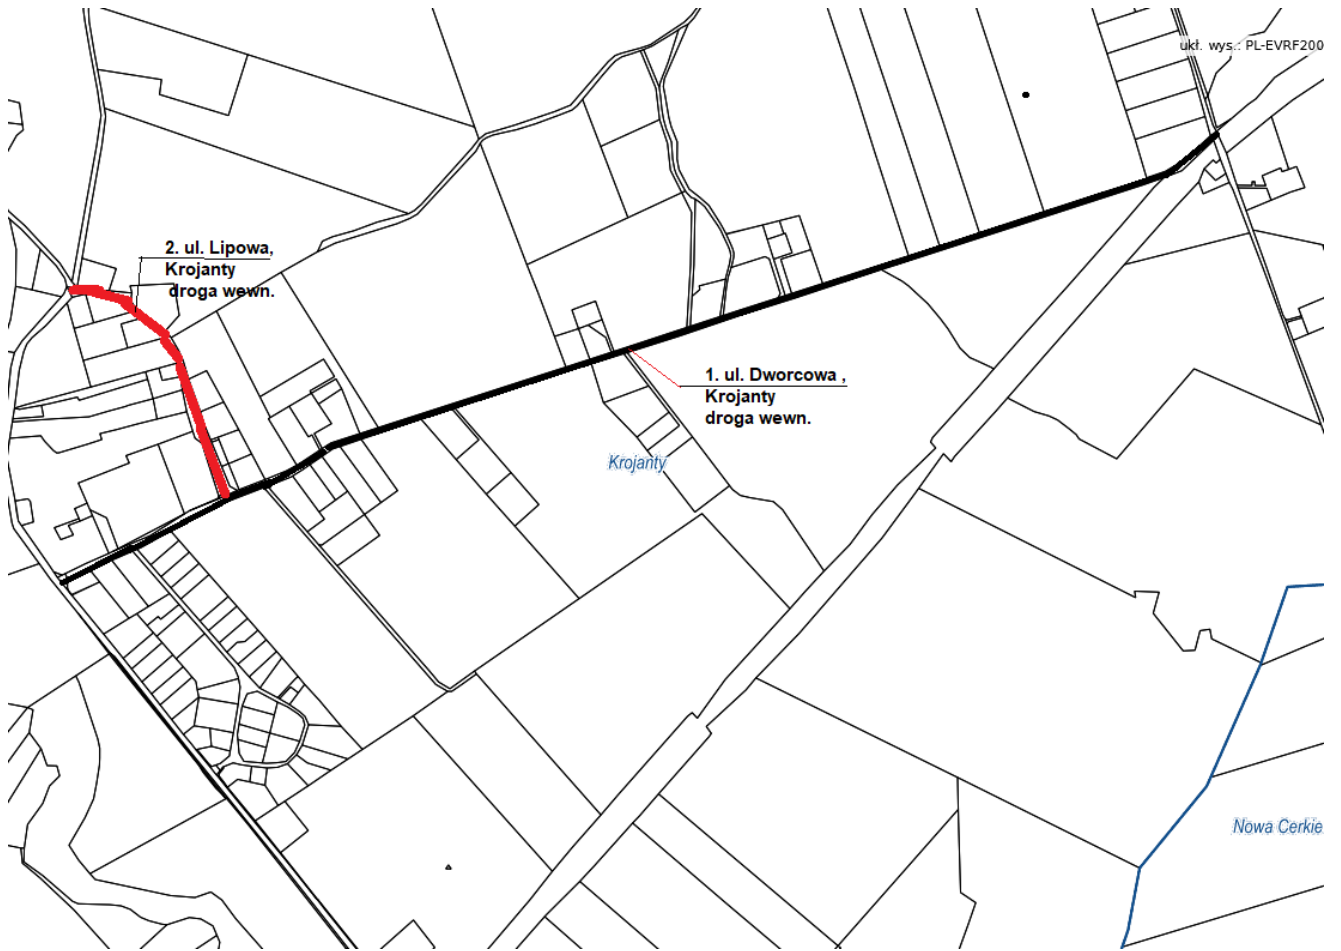 ukł. wys.: PL-EVRF200
2. ul. Lipowa,
Krojanty
droga wewn.
1. ul. Dworcowa ,
Krojanty
droga wewn.
Krojanty
Nowa Cerkie